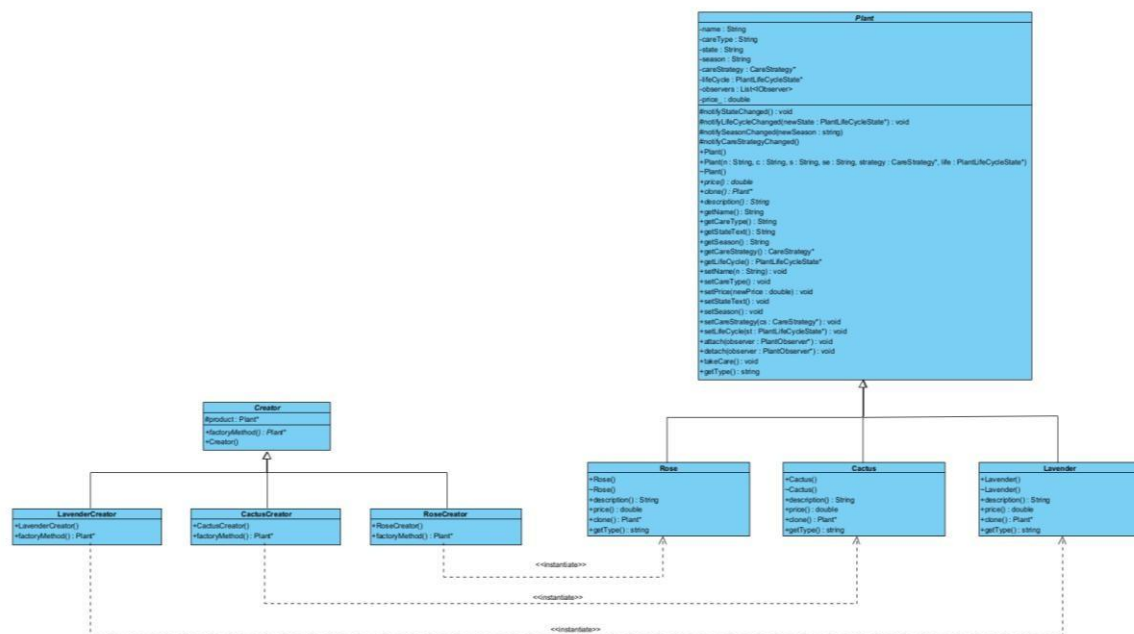 Plant
-name : String
-careType : String
-state : String
-season : String
-careStrategy : CareStrategy*
-lifeCycle : PlantLifeCycleState*
-observers : List<IObserver>
-price_ : double
#notifyStateChanged() : void
#notifyLifeCycleChanged(newState : PlantLifeCycleState*) : void
#notifySeasonChanged(newSeason : string)
#notifyCareStrategyChanged()
+Plant()
+Plant(n : String, c : String, s : String, se : String, strategy : CareStrategy*, life : PlantLifeCycleState*)
~Plant()
+price() : double
+clone() : Plant*
+description() : String
+getName() : String
+getCareType() : String
+getStateText() : String
+getSeason() : String
+getCareStrategy() : CareStrategy*
+getLifeCycle() : PlantLifeCycleState*
+setName(n : String) : void
+setCareType() : void
+setPrice(newPrice : double) : void
+setStateText() : void
+setSeason() : void
+setCareStrategy(cs : CareStrategy*) : void
+setLifeCycle(st : PlantLifeCycleState*) : void
+attach(observer : PlantObserver*) : void
+detach(observer : PlantObserver*) : void
+takeCare() : void
+getType() : string
Creator
#product : Plant*
+factoryMethod() : Plant*
+Creator()
LavenderCreator
+LavenderCreator()
+factoryMethod() : Plant*
CactusCreator
+CactusCreator()
+factoryMethod() : Plant*
RoseCreator
+RoseCreator()
+factoryMethod() : Plant*
Rose
+Rose()
~Rose()
+description() : String
+price() : double
+clone() : Plant*
+getType() : string
Cactus
+Cactus()
~Cactus()
+description() : String
+price() : double
+clone() : Plant*
+getType() : string
Lavender
+Lavender()
~Lavender()
+description() : String
+price() : double
+clone() : Plant*
+getType() : string
<<instantiate>>
<<instantiate>>
<<instantiate>>